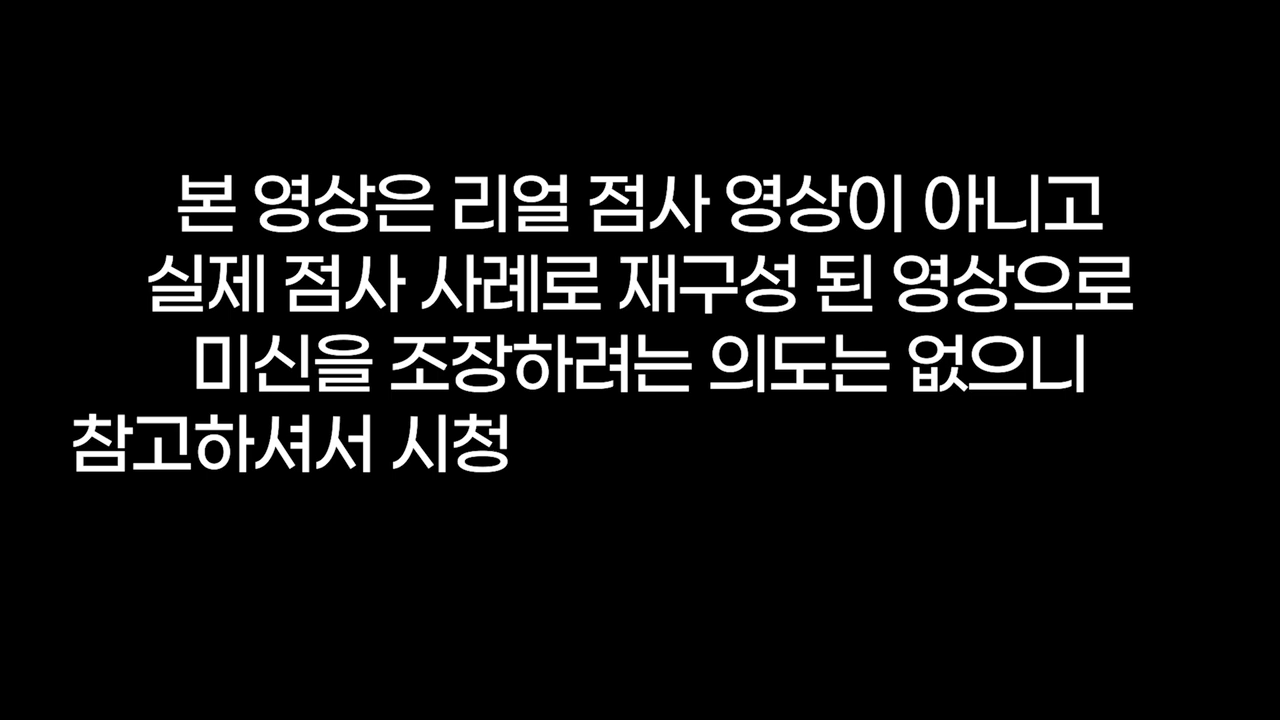 본 영상은 리얼 점사 영상이 아니고
실제 점사 사례로 재구성 된 영상으로
미신을 조장하려는 의도는 없으니
참고하셔서 시청